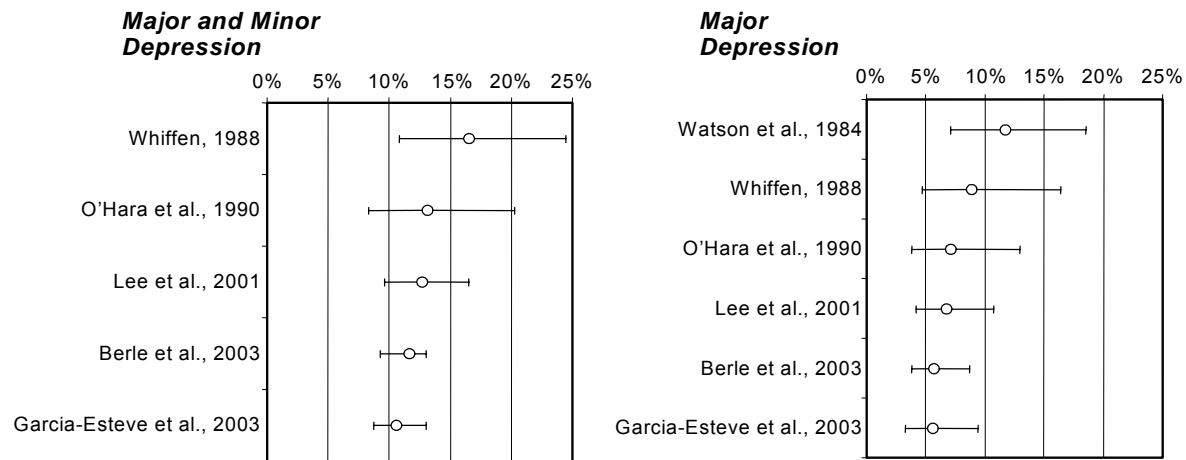 Major and Minor
Depression
0% 5% 10% 15% 20% 25%
Whiffen, 1988
O'Hara et al., 1990
Lee et al., 2001
Berle et al., 2003
Garcia-Esteve et al., 2003
Major
Depression
0% 5% 10% 15% 20% 25%
Watson et al., 1984
Whiffen, 1988
O'Hara et al., 1990
Lee et al., 2001
Berle et al., 2003
Garcia-Esteve et al., 2003